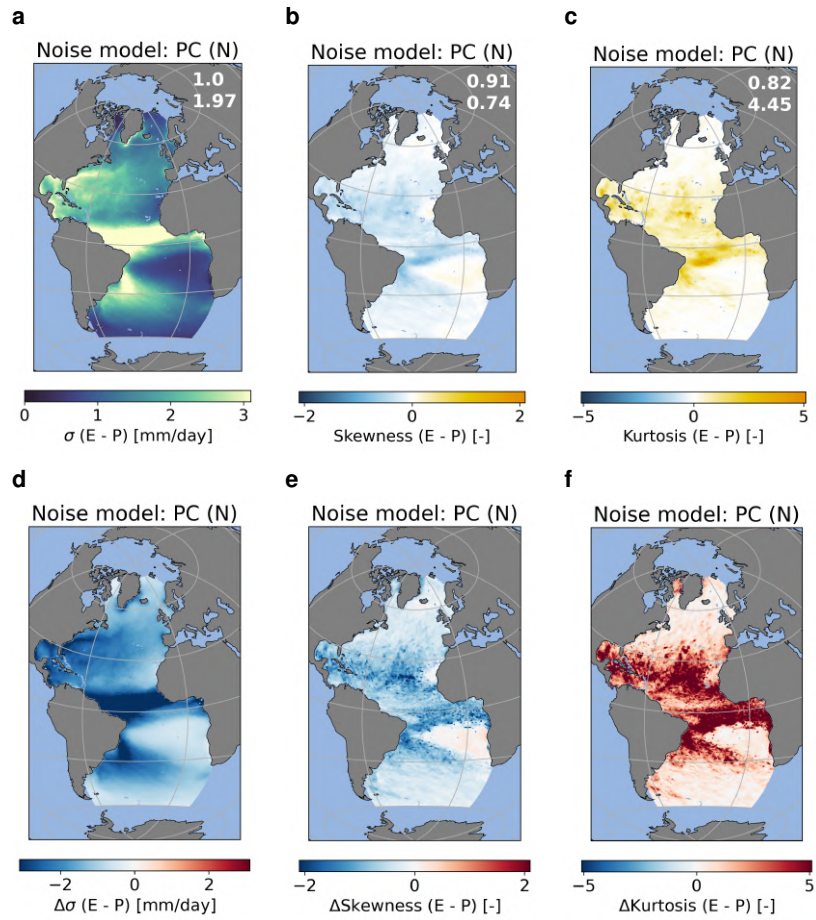 a
Noise model: PC (N)
1.0
1.97
0 1 2 3
σ (E - P) [mm/day]
b
Noise model: PC (N)
0.91
0.74
−2 0 2
Skewness (E - P) [-]
c
Noise model: PC (N)
0.82
4.45
−5 0 5
Kurtosis (E - P) [-]
d
Noise model: PC (N)
−2 0 2
Δσ (E - P) [mm/day]
e
Noise model: PC (N)
−2 0 2
ΔSkewness (E - P) [-]
f
Noise model: PC (N)
−5 0 5
ΔKurtosis (E - P) [-]